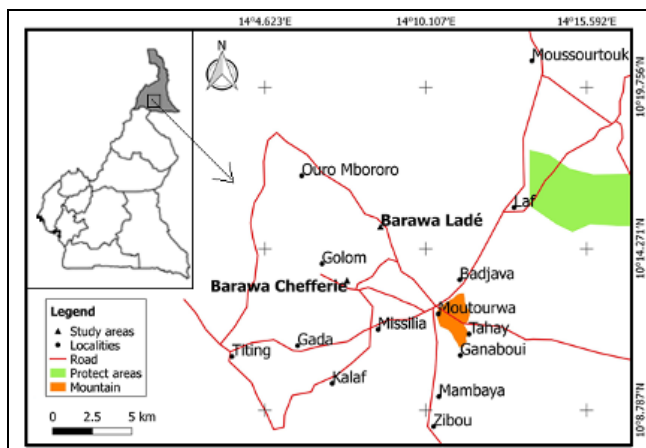 14°4.623'E 14°10.107'E 14°15.592'E
N
Moussourtouk
10°19.756'N
Ouro Mbororo
Laf
Barawa Ladé
10°14.271'N
Golom
Barawa Chefferie
Badjava
Moutourwa
Missilia
Tahay
Gada
Ganaboui
Titing
Kalaf
Mambaya
10°8.787'N
Zibou
Legend
Study areas
Localities
Road
Protect areas
Mountain
0 2.5 5 km